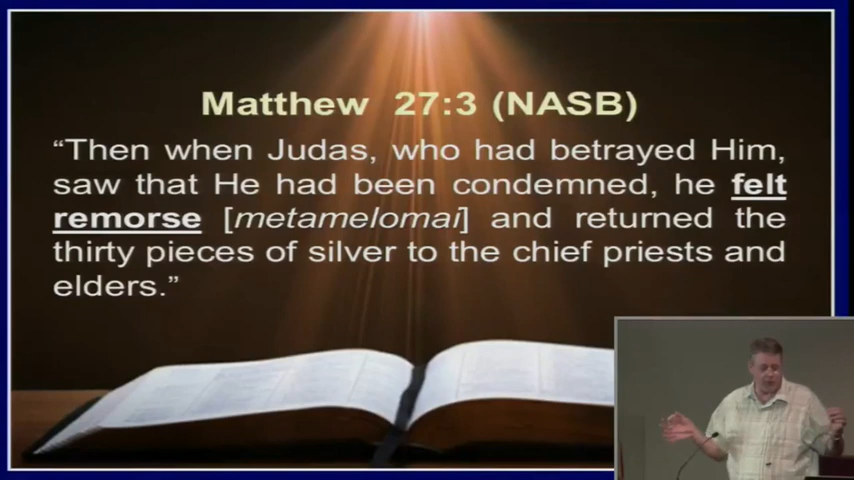 Matthew 27:3 (NASB)
“Then when Judas, who had betrayed Him,
saw that He had been condemned, he felt
remorse [metamelomai] and returned the
thirty pieces of silver to the chief priests and
elders.”